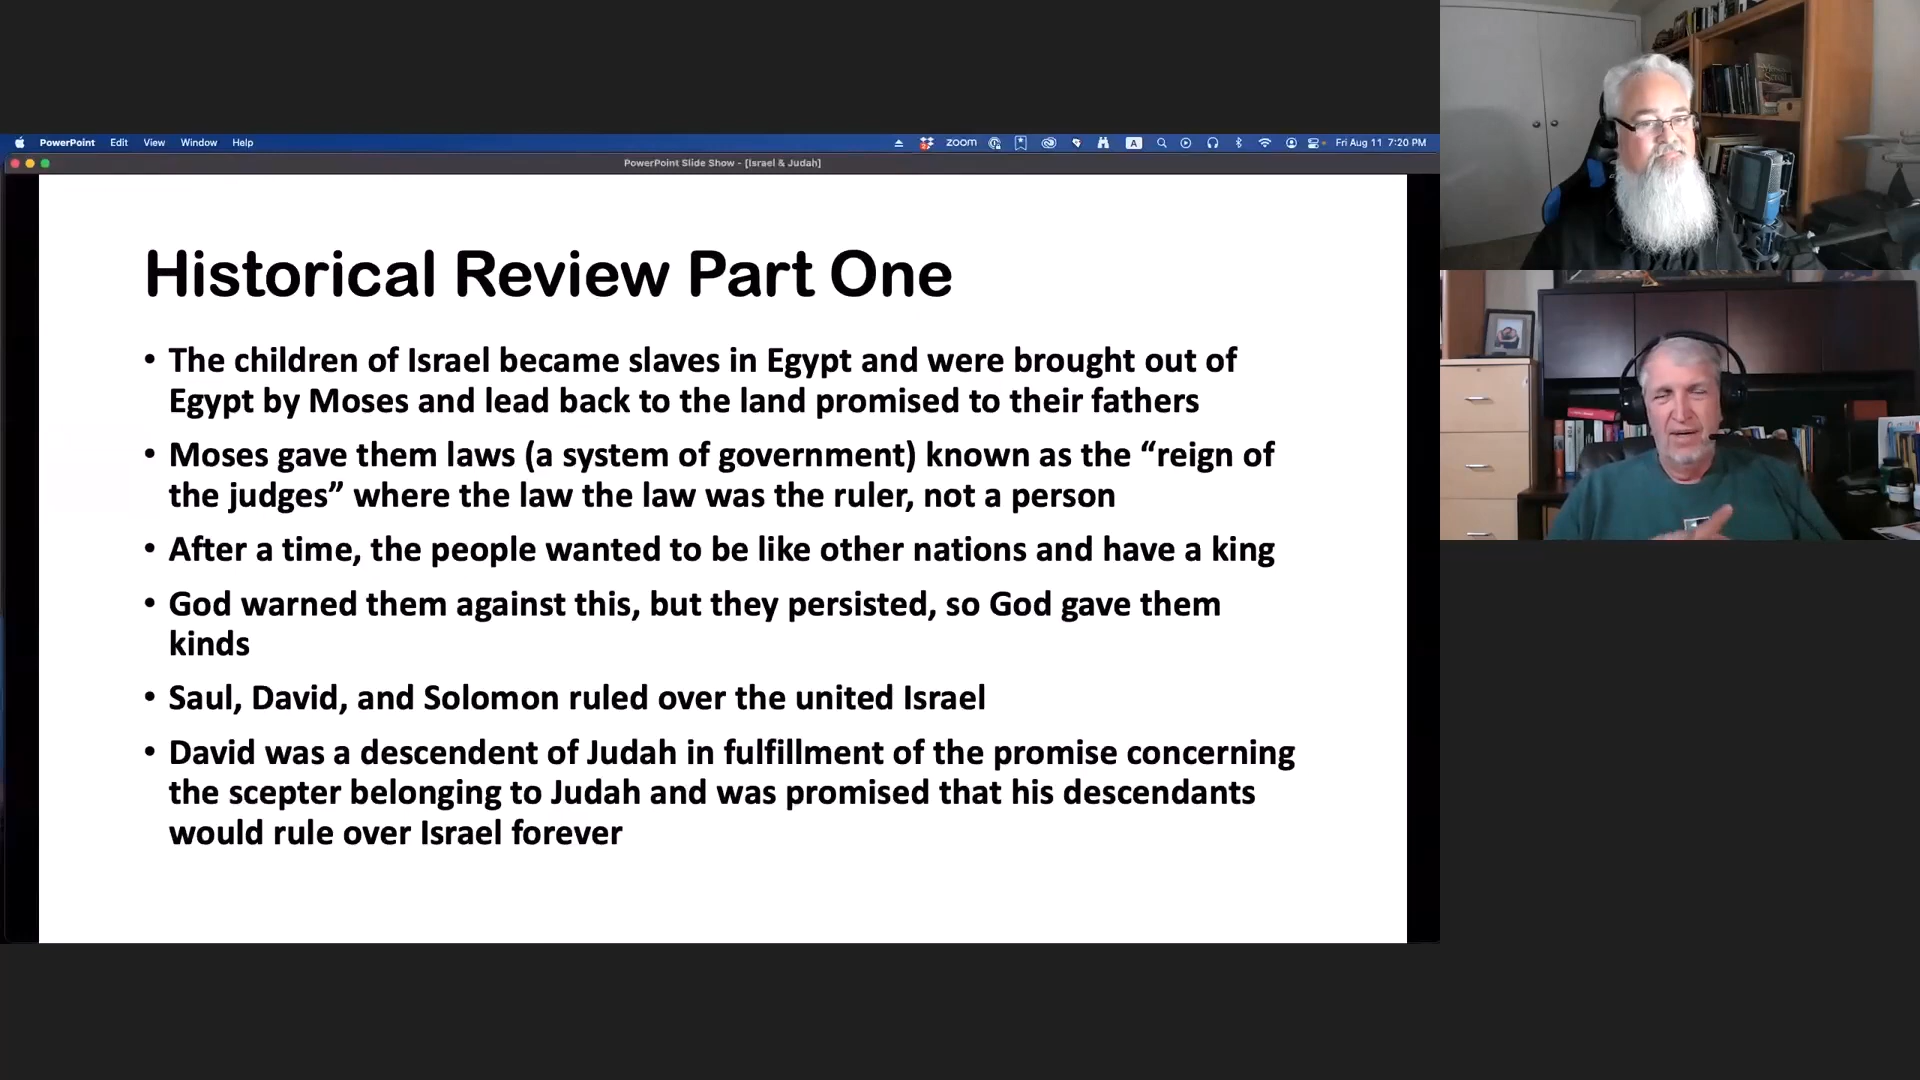 PowerPoint Edit View Window Help zoom A Fri Aug 11 7:20 PM
PowerPoint Slide Show - [Israel & Judah]
Historical Review Part One
• The children of Israel became slaves in Egypt and were brought out of
Egypt by Moses and lead back to the land promised to their fathers
• Moses gave them laws (a system of government) known as the “reign of
the judges” where the law the law was the ruler, not a person
• After a time, the people wanted to be like other nations and have a king
• God warned them against this, but they persisted, so God gave them
kinds
• Saul, David, and Solomon ruled over the united Israel
• David was a descendent of Judah in fulfillment of the promise concerning
the scepter belonging to Judah and was promised that his descendants
would rule over Israel forever